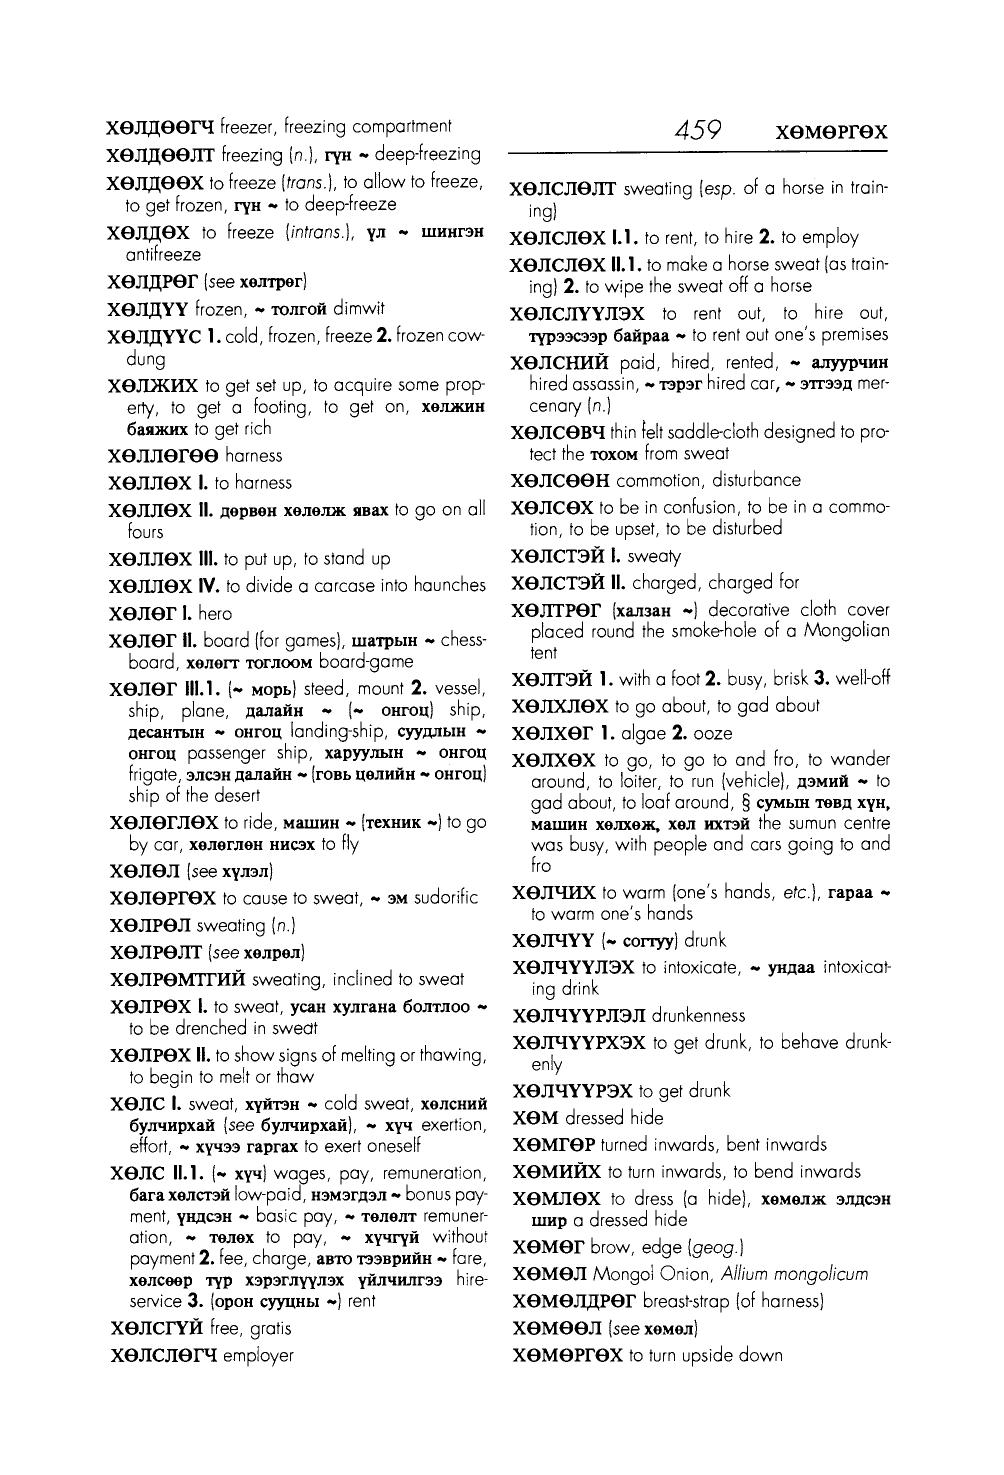 ХӨЛДӨӨГЧ freezer, freezing compartment
ХӨЛДӨӨЛТ freezing (n.), гүн ~ deep-freezing
ХӨЛДӨӨХ to freeze (trans.), to allow to freeze,
to get frozen, гүн ~ to deep-freeze
ХӨЛДӨХ to freeze (intrans.), үл ~ шингэн
antifreeze
ХӨЛДРӨГ (see хөлтрөг)
ХӨЛДҮҮ frozen, ~ толгой dimwit
ХӨЛДҮҮС 1. cold, frozen, freeze 2. frozen cow-
dung
ХӨЛЖИХ to get set up, to acquire some prop-
erty, to get a footing, to get on, хөлжин
баяжих to get rich
ХӨЛЛӨГӨӨ harness
ХӨЛЛӨХ I. to harness
ХӨЛЛӨХ II. дөрвөн хөлөлж явах to go on all
fours
ХӨЛЛӨХ III. to put up, to stand up
ХӨЛЛӨХ IV. to divide a carcase into haunches
ХӨЛӨГ I. hero
ХӨЛӨГ II. board (for games), шатрын ~ chess-
board, хөлөгт тоглоом board-game
ХӨЛӨГ III.1. (~ морь) steed, mount 2. vessel,
ship, plane, далайн ~ (~ онгоц) ship,
десантын ~ онгоц landing-ship, суудлын ~
онгоц passenger ship, харуулын ~ онгоц
frigate, элсэн далайн ~ (говь цөлийн ~ онгоц)
ship of the desert
ХӨЛӨГЛӨХ to ride, машин ~ (техник ~) to go
by car, хөлөглөн нисэх to fly
ХӨЛӨЛ (see хүлэл)
ХӨЛӨРГӨХ to cause to sweat, ~ эм sudorific
ХӨЛРӨЛ sweating (n.)
ХӨЛРӨЛТ (see хөлрөл)
ХӨЛРӨМТГИЙ sweating, inclined to sweat
ХӨЛРӨХ I. to sweat, усан хулгана болтлоо ~
to be drenched in sweat
ХӨЛРӨХ II. to show signs of melting or thawing,
to begin to melt or thaw
ХӨЛС I. sweat, хүйтэн ~ cold sweat, хөлсний
булчирхай (see булчирхай), ~ хүч exertion,
effort, ~ хүчээ гаргах to exert oneself
ХӨЛС II.1. (~ хүч) wages, pay, remuneration,
бага хөлстэй low-paid, нэмэгдэл ~ bonus pay-
ment, үндсэн ~ basic pay, ~ төлөлт remuner-
ation, ~ төлөх to pay, ~ хүчгүй without
payment 2. fee, charge, авто тээврийн ~ fare,
хөлсөөр түр хэрэглүүлэх үйлчилгээ hire-
service 3. (орон сууцны ~) rent
ХӨЛСГҮЙ free, gratis
ХӨЛСЛӨГЧ employer
459 ХӨМӨРГӨХ
ХӨЛСЛӨЛТ sweating (esp. of a horse in train-
ing)
ХӨЛСЛӨХ I.1. to rent, to hire 2. to employ
ХӨЛСЛӨХ II.1. to make a horse sweat (as train-
ing) 2. to wipe the sweat off a horse
ХӨЛСЛҮҮЛЭХ to rent out, to hire out,
түрээсээр байраа ~ to rent out one's premises
ХӨЛСНИЙ paid, hired, rented, ~ алуурчин
hired assassin, ~ тэрэг hired car, ~ этгээд mer-
cenary (n.)
ХӨЛСӨВЧ thin felt saddle-cloth designed to pro-
tect the тохом from sweat
ХӨЛСӨӨН commotion, disturbance
ХӨЛСӨХ to be in confusion, to be in a commo-
tion, to be upset, to be disturbed
ХӨЛСТЭЙ I. sweaty
ХӨЛСТЭЙ II. charged, charged for
ХӨЛТРӨГ (халзан ~) decorative cloth cover
placed round the smoke-hole of a Mongolian
tent
ХӨЛТЭЙ 1. with a foot 2. busy, brisk 3. well-off
ХӨЛХЛӨХ to go about, to gad about
ХӨЛХӨГ 1. algae 2. ooze
ХӨЛХӨХ to go, to go to and fro, to wander
around, to loiter, to run (vehicle), дэмий ~ to
gad about, to loaf around, § сумын төвд хүн,
машин хөлхөж, хөл ихтэй the sumun centre
was busy, with people and cars going to and
fro
ХӨЛЧИХ to warm (one's hands, etc.), гараа ~
to warm one's hands
ХӨЛЧҮҮ (~ согтуу) drunk
ХӨЛЧҮҮЛЭХ to intoxicate, ~ ундаа intoxicat-
ing drink
ХӨЛЧҮҮРЛЭЛ drunkenness
ХӨЛЧҮҮРХЭХ to get drunk, to behave drunk-
enly
ХӨЛЧҮҮРЭХ to get drunk
ХӨМ dressed hide
ХӨМГӨР turned inwards, bent inwards
ХӨМИЙХ to turn inwards, to bend inwards
ХӨМЛӨХ to dress (a hide), хөмөлж элдсэн
шир a dressed hide
ХӨМӨГ brow, edge (geog.)
ХӨМӨЛ Mongol Onion, Allium mongolicum
ХӨМӨЛДРӨГ breast-strap (of harness)
ХӨМӨӨЛ (see хөмөл)
ХӨМӨРГӨХ to turn upside down